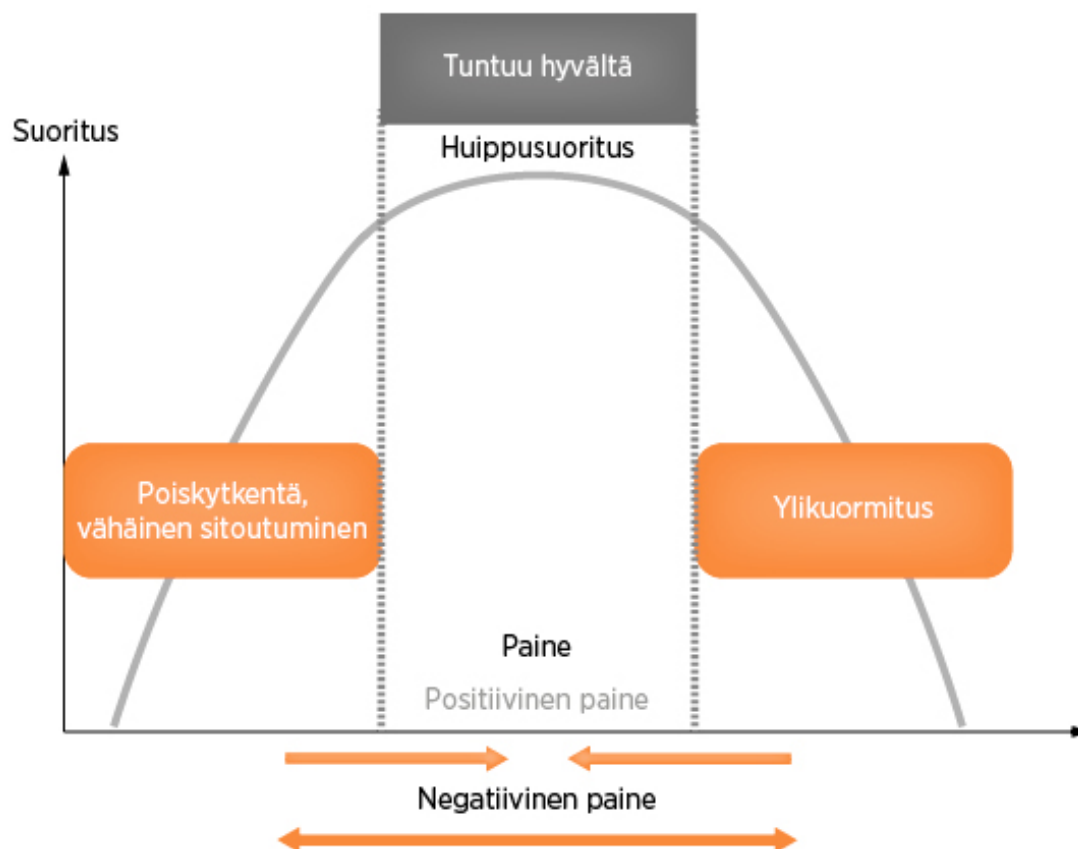 Tuntuu hyvältä
Suoritus
Huippusuoritus
Poiskytkentä,
vähäinen sitoutuminen
Ylikuormitus
Paine
Positiivinen paine
Negatiivinen paine